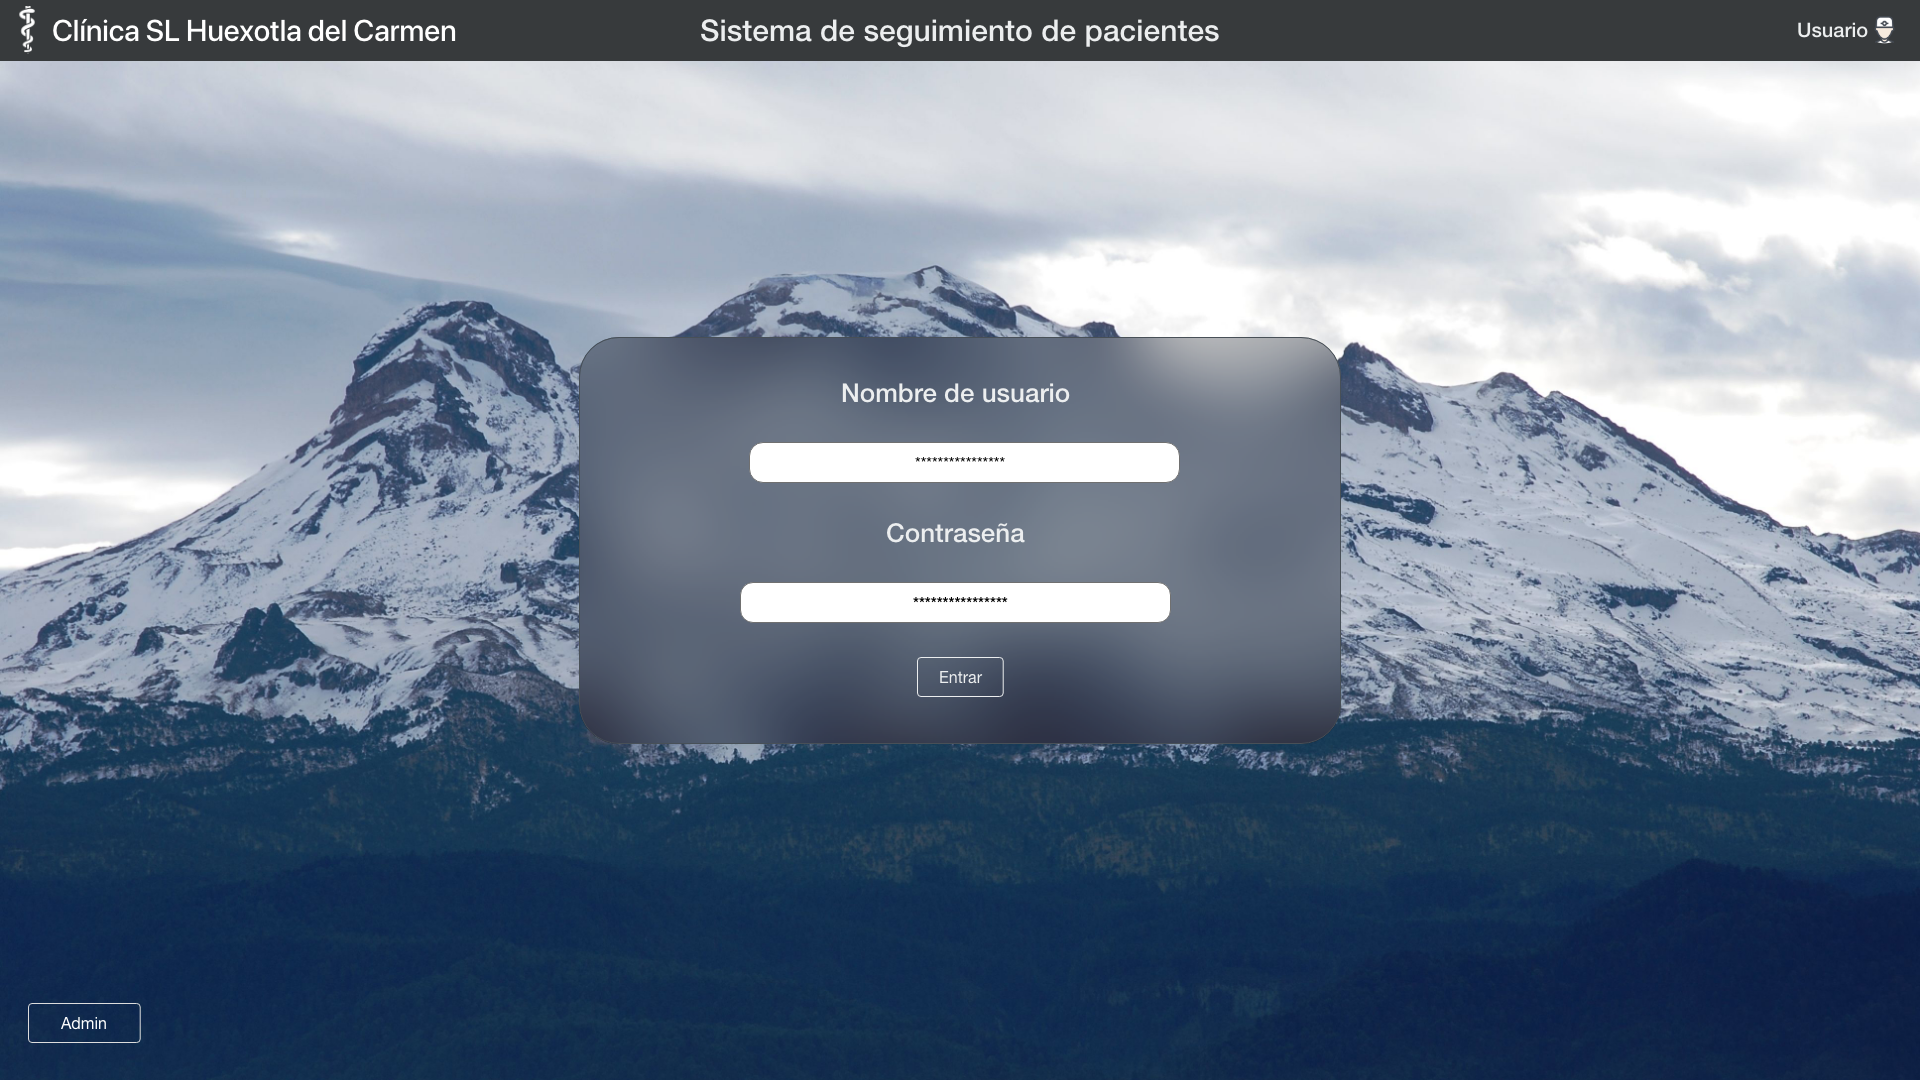 Clínica SL Huexotla del Carmen
Sistema de seguimiento de pacientes
Usuario
Nombre de usuario
****************
Contraseña
****************
Entrar
Admin